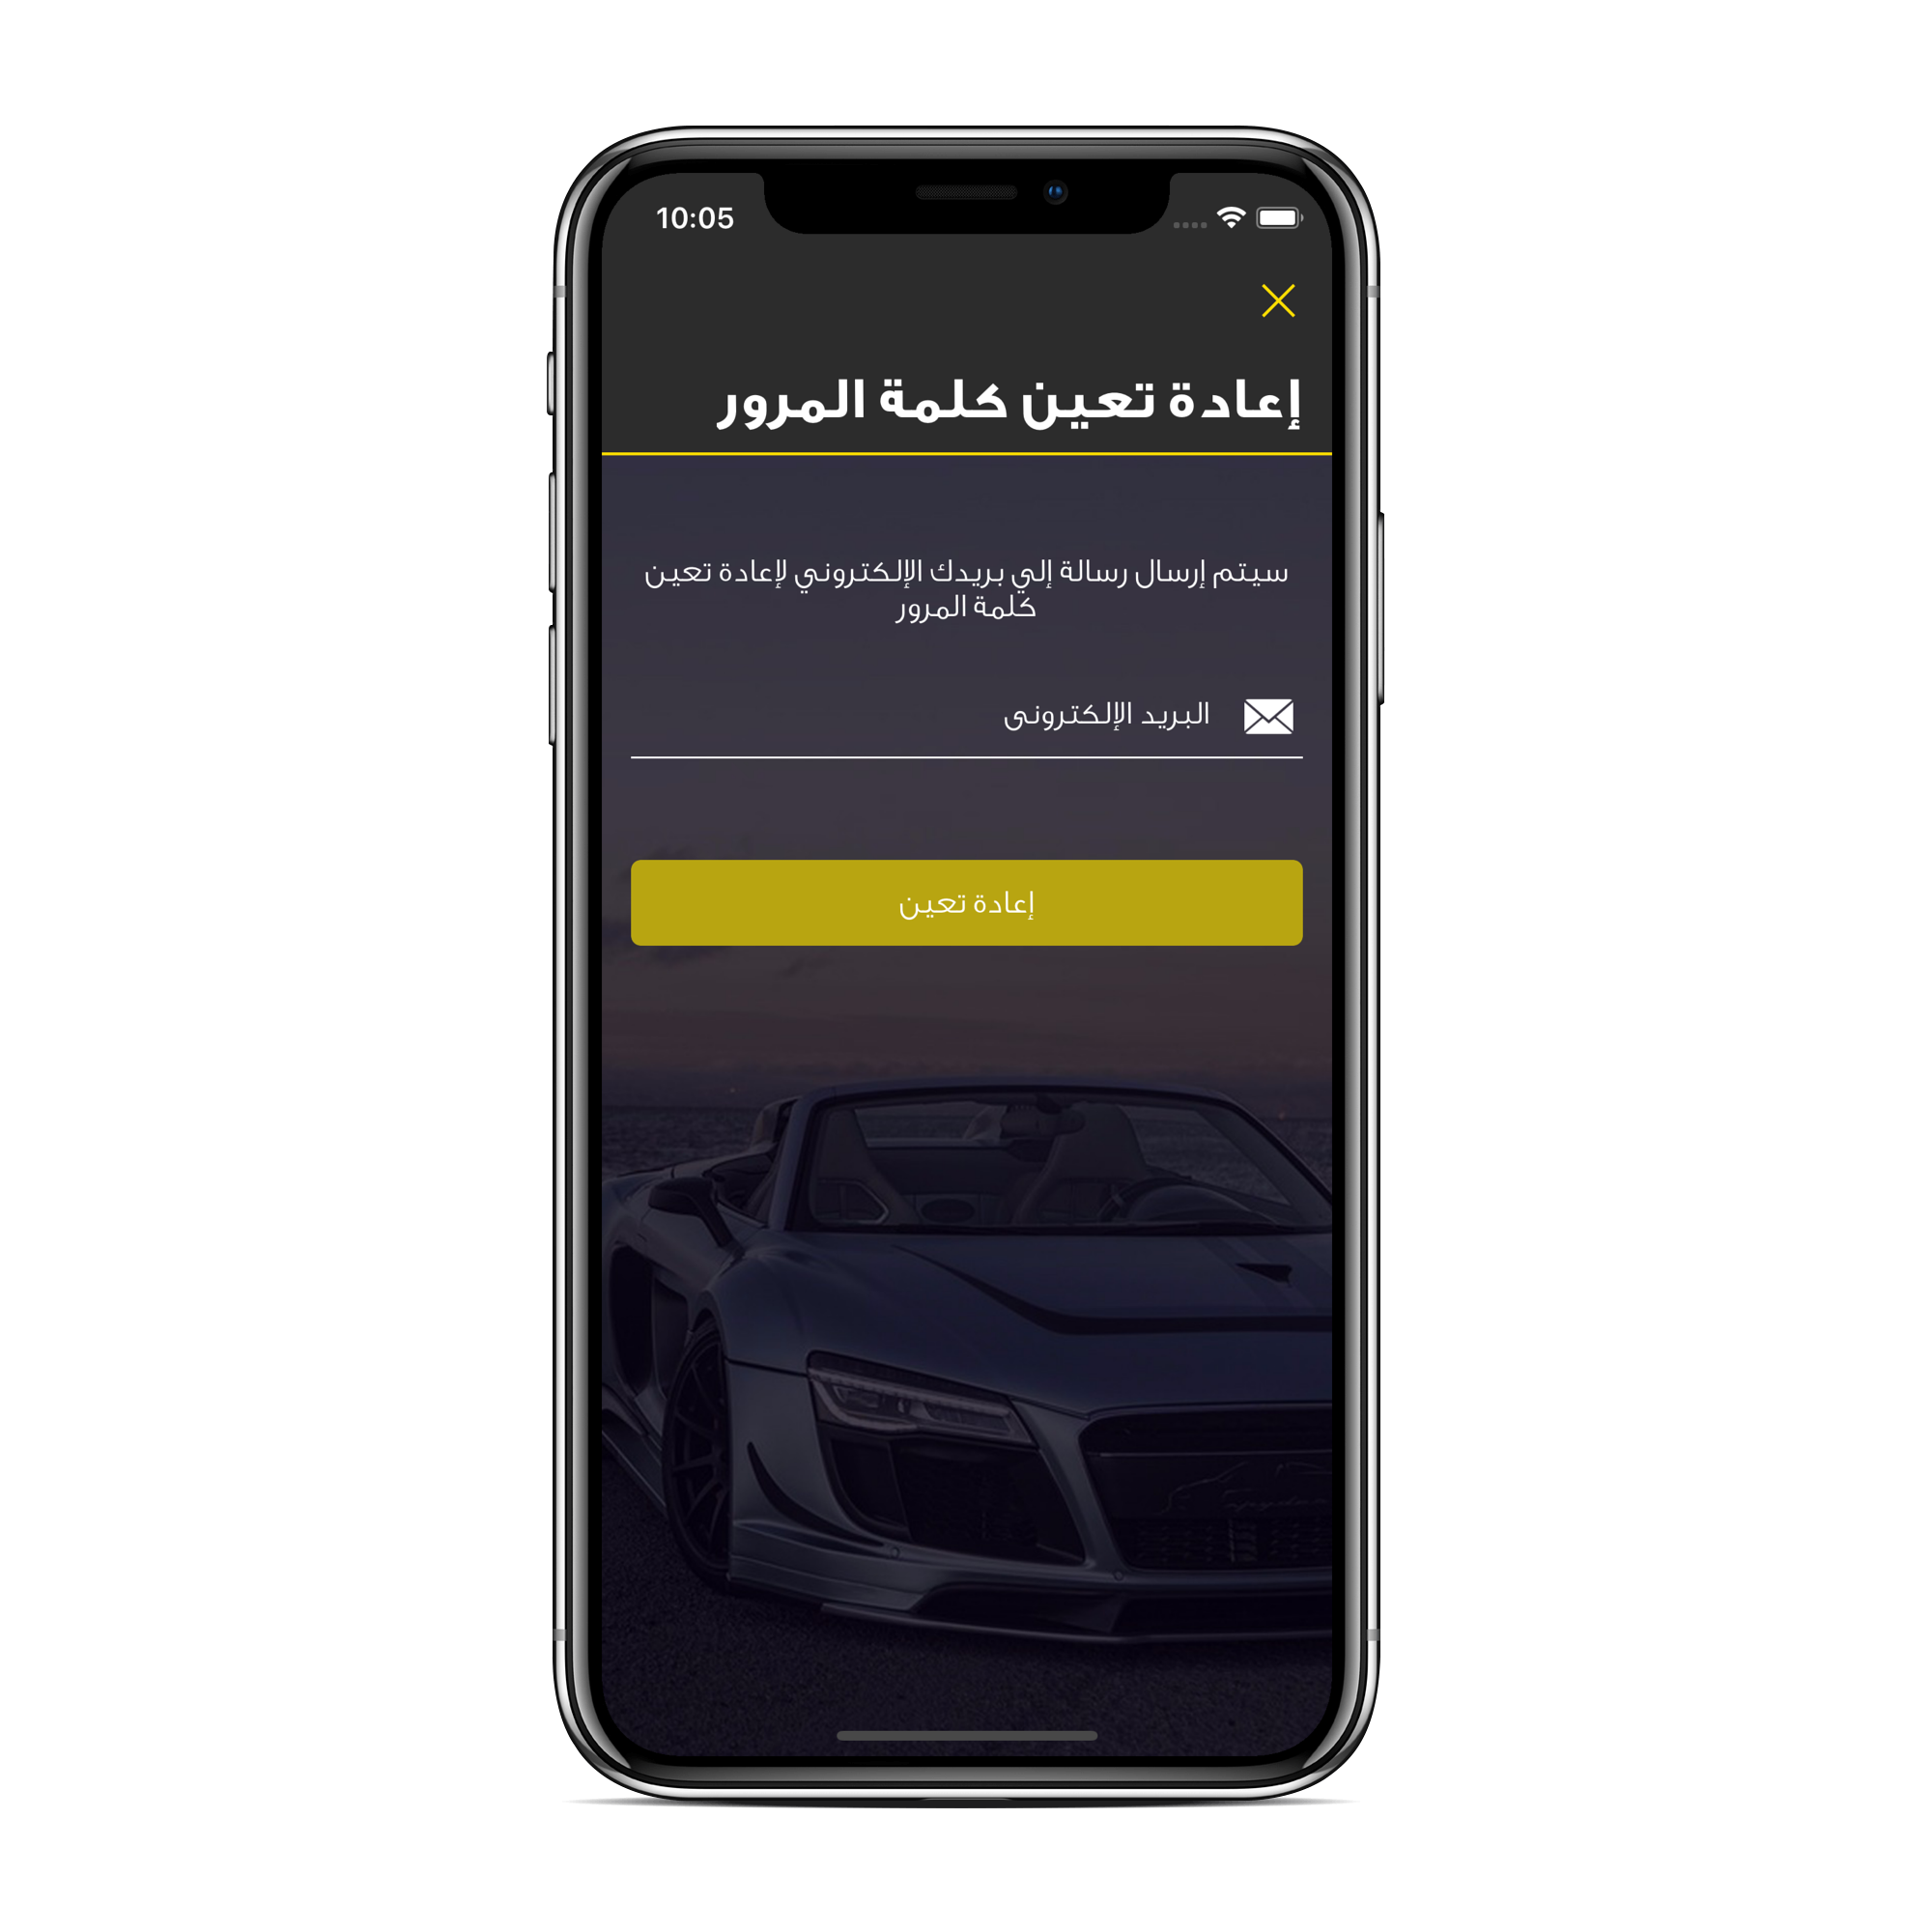 10:05
إعادة تعين كلمة المرور
سيتم إرسال رسالة إلي بريدك الإلكتروني لإعادة تعين
كلمة المرور
البريد الإلكترونى
إعادة تعين